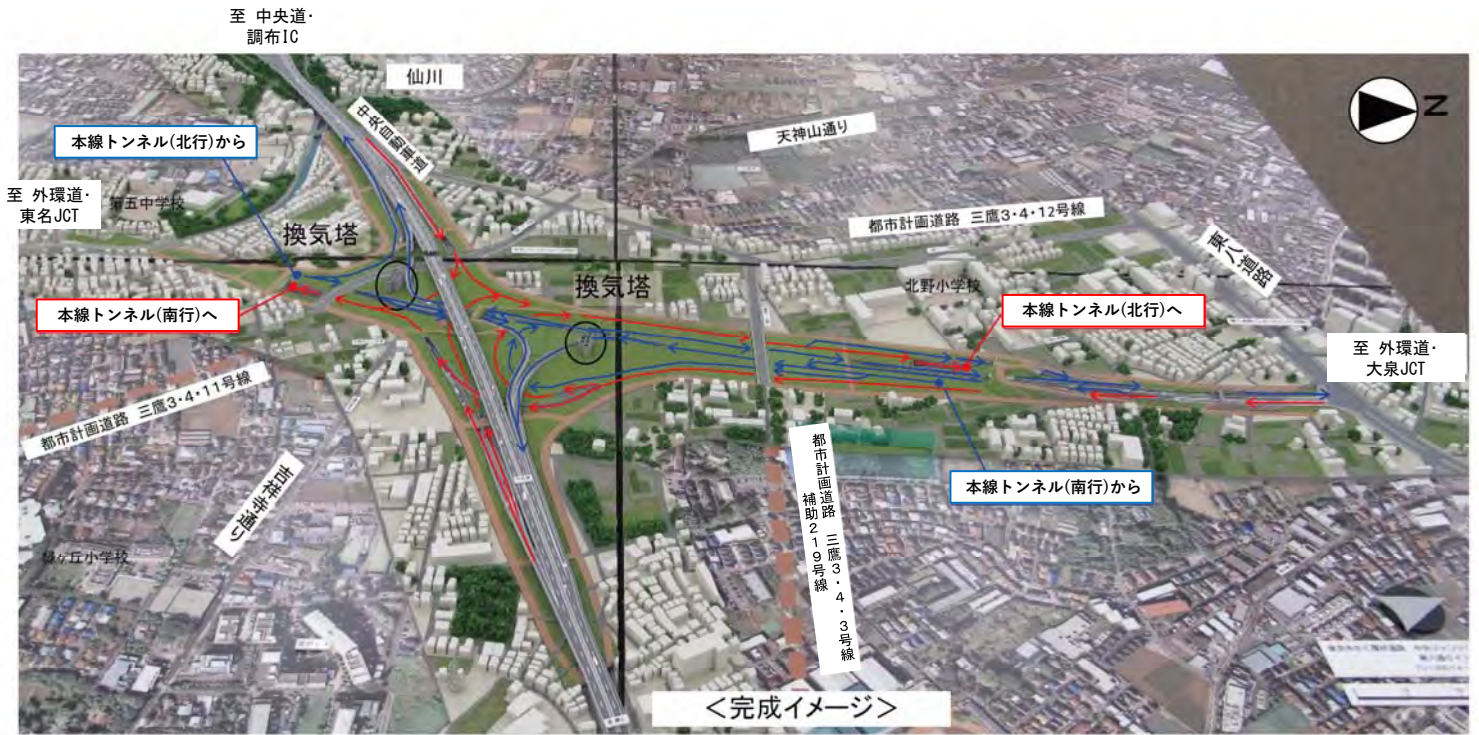 至 中央道・
調布IC
仙川
中央自動車道
天神山通り
N
本線トンネル(北行)から
至 外環道・
東名JCT
第五中学校
換気塔
都市計画道路 三鷹3・4・12号線
東八道路
本線トンネル(南行)へ
換気塔
北野小学校
本線トンネル(北行)へ
至 外環道・
大泉JCT
都市計画道路 三鷹3・4・11号線
吉祥寺通り
都市計画道路 三鷹3・4・3号線
補助219号線
本線トンネル(南行)から
緑ヶ丘小学校
<完成イメージ>